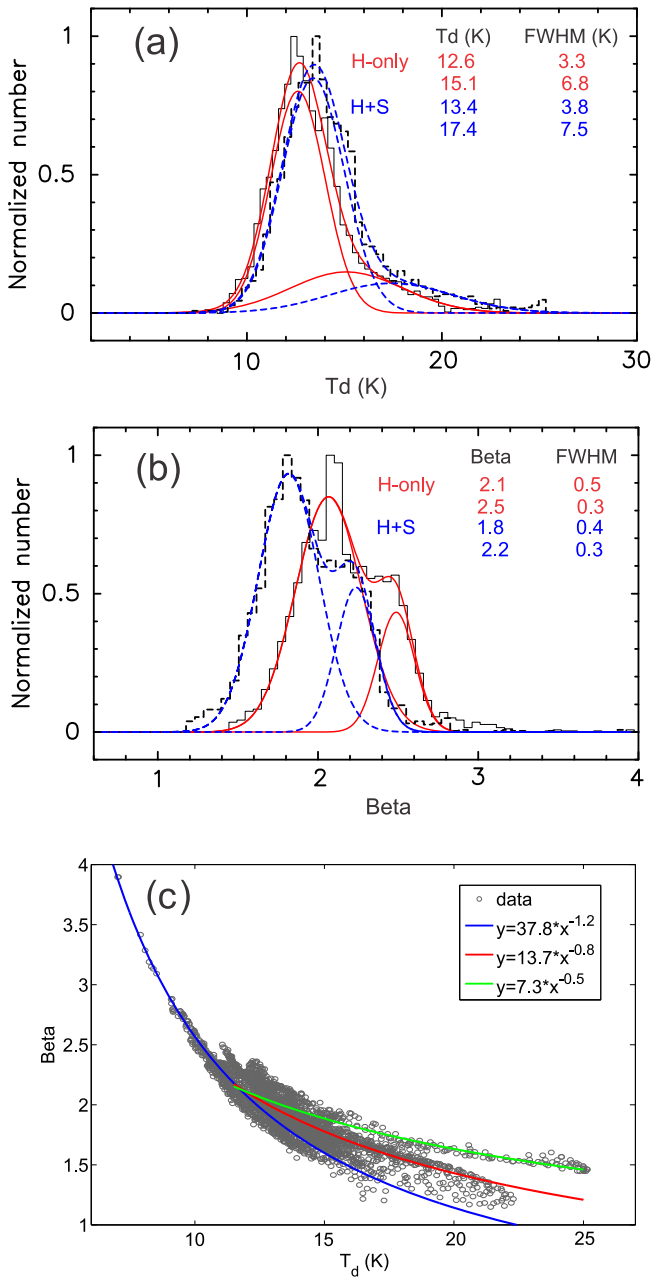 (a)
Td (K) FWHM (K)
H-only 12.6 3.3
15.1 6.8
H+S 13.4 3.8
17.4 7.5
Normalized number
1
0.5
0
10 20 30
Td (K)
(b)
Beta FWHM
H-only 2.1 0.5
2.5 0.3
H+S 1.8 0.4
2.2 0.3
Normalized number
1
0.5
0
1 2 3 4
Beta
(c)
data
y=37.8*x^-1.2
y=13.7*x^-0.8
y=7.3*x^-0.5
Beta
4
3.5
3
2.5
2
1.5
1
10 15 20 25
T_d (K)